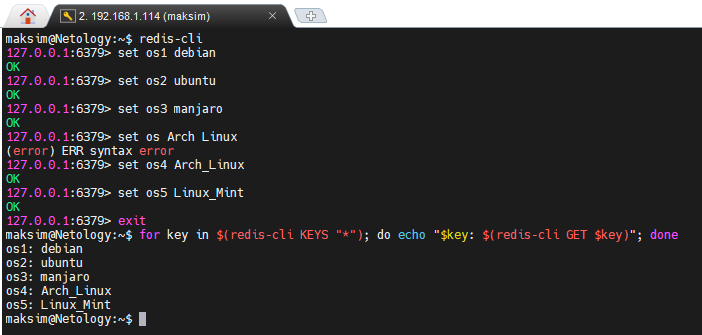 2. 192.168.1.114 (maksim)
maksim@Netology:~$ redis-cli
127.0.0.1:6379> set os1 debian
OK
127.0.0.1:6379> set os2 ubuntu
OK
127.0.0.1:6379> set os3 manjaro
OK
127.0.0.1:6379> set os Arch Linux
(error) ERR syntax error
127.0.0.1:6379> set os4 Arch_Linux
OK
127.0.0.1:6379> set os5 Linux_Mint
OK
127.0.0.1:6379> exit
maksim@Netology:~$ for key in $(redis-cli KEYS "*"); do echo "$key: $(redis-cli GET $key)"; done
os1: debian
os2: ubuntu
os3: manjaro
os4: Arch_Linux
os5: Linux_Mint
maksim@Netology:~$